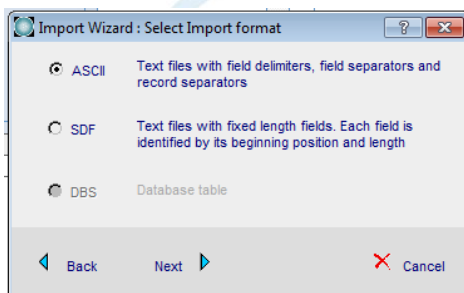 Import Wizard : Select Import format
ASCII
Text files with field delimiters, field separators and
record separators
SDF
Text files with fixed length fields. Each field is
identified by its beginning position and length
DBS
Database table
Back
Next
Cancel